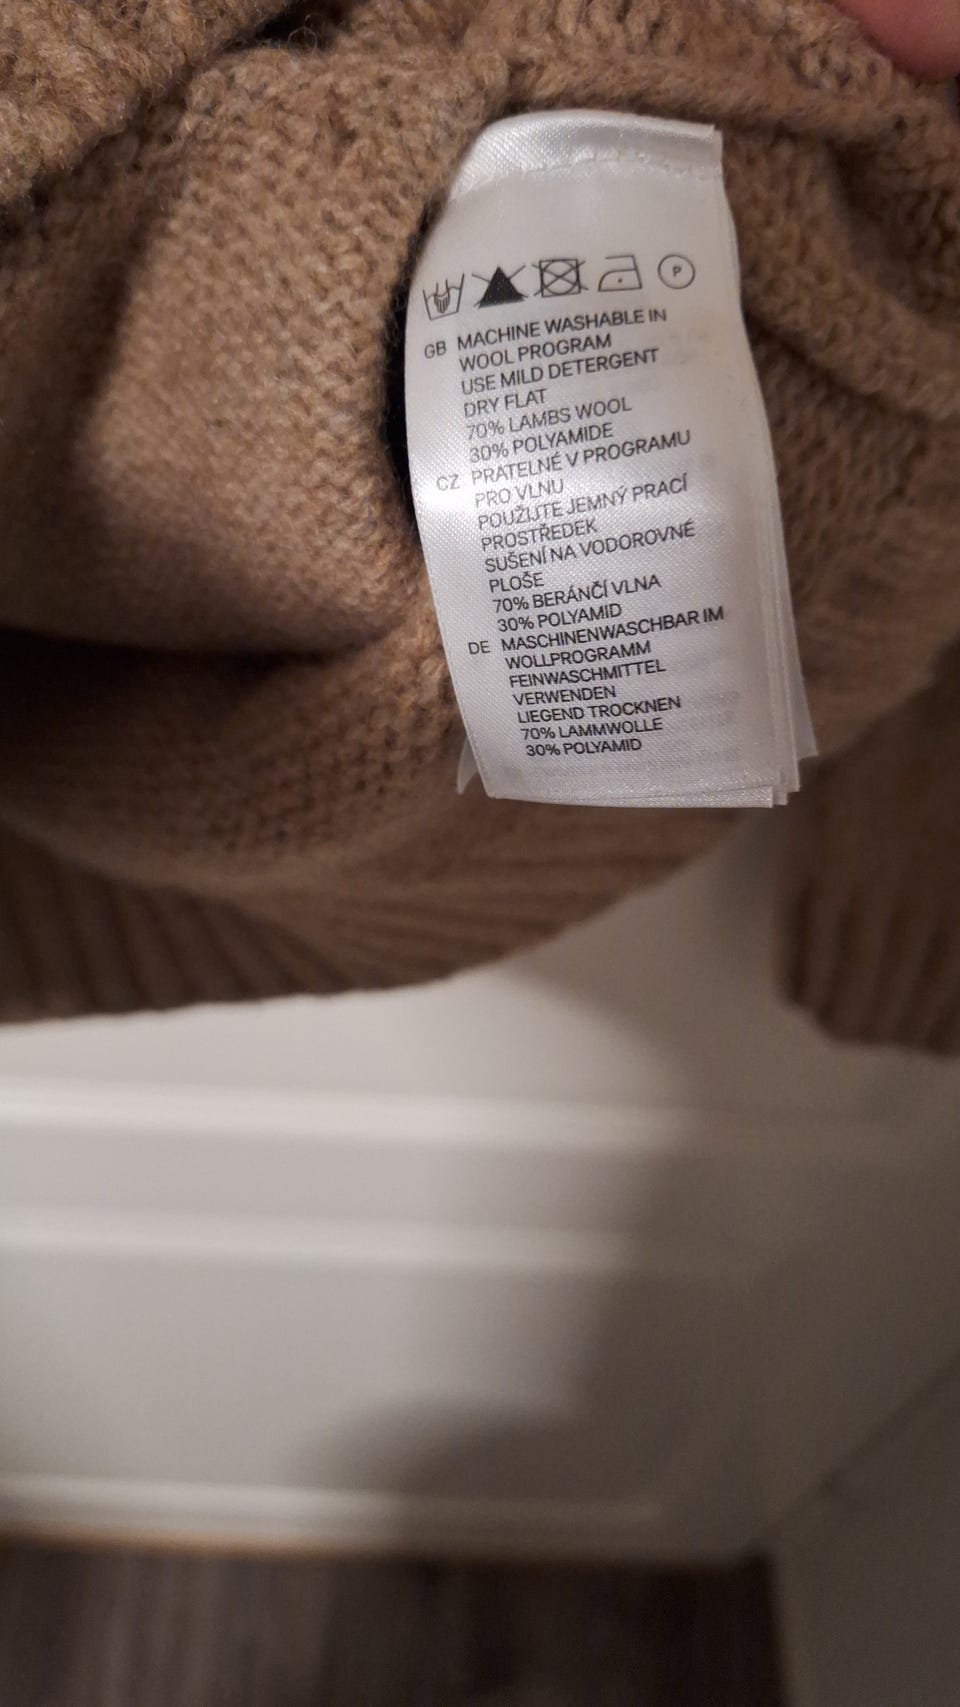 P
GB MACHINE WASHABLE IN
WOOL PROGRAM
USE MILD DETERGENT
DRY FLAT
70% LAMBS WOOL
30% POLYAMIDE
CZ PRATELNÉ V PROGRAMU
PRO VLNU
POUŽIJTE JEMNÝ PRACÍ
PROSTŘEDEK
SUŠENÍ NA VODOROVNÉ
PLOŠE
70% BERÁNČÍ VLNA
30% POLYAMID
DE MASCHINENWASCHBAR IM
WOLLPROGRAMM
FEINWASCHMITTEL
VERWENDEN
LIEGEND TROCKNEN
70% LAMMWOLLE
30% POLYAMID